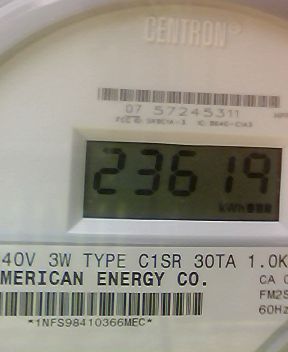 CENTRON®
07 57245311
23619
kWh
40V 3W TYPE C1SR 30TA 1.0K
MERICAN ENERGY CO.
CA
FM2S
60Hz
*1NFS98410366MEC*